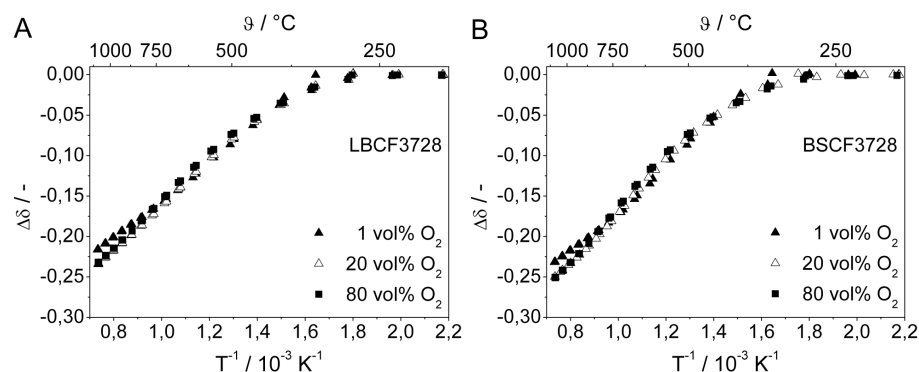 A
ϑ / °C
1000 750 500 250
0,00
-0,05
-0,10
-0,15
-0,20
-0,25
-0,30
Δδ / -
LBCF3728
1 vol% O₂
20 vol% O₂
80 vol% O₂
0,8 1,0 1,2 1,4 1,6 1,8 2,0 2,2
T⁻¹ / 10⁻³ K⁻¹
B
ϑ / °C
1000 750 500 250
0,00
-0,05
-0,10
-0,15
-0,20
-0,25
-0,30
Δδ / -
BSCF3728
1 vol% O₂
20 vol% O₂
80 vol% O₂
0,8 1,0 1,2 1,4 1,6 1,8 2,0 2,2
T⁻¹ / 10⁻³ K⁻¹